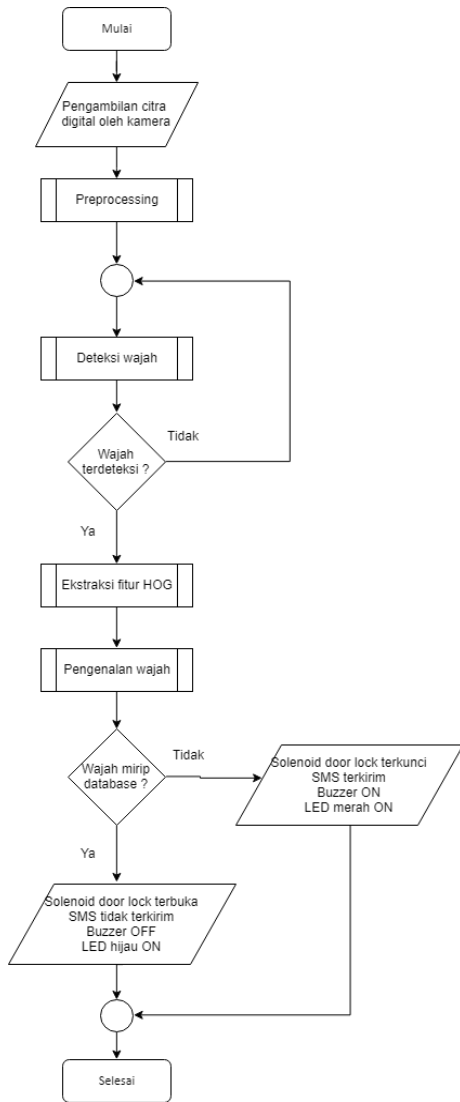 Mulai
Pengambilan citra
digital oleh kamera
Preprocessing
Deteksi wajah
Tidak
Wajah
terdeteksi ?
Ya
Ekstraksi fitur HOG
Pengenalan wajah
Tidak
Wajah mirip
database ?
Solenoid door lock terkunci
SMS terkirim
Buzzer ON
LED merah ON
Ya
Solenoid door lock terbuka
SMS tidak terkirim
Buzzer OFF
LED hijau ON
Selesai